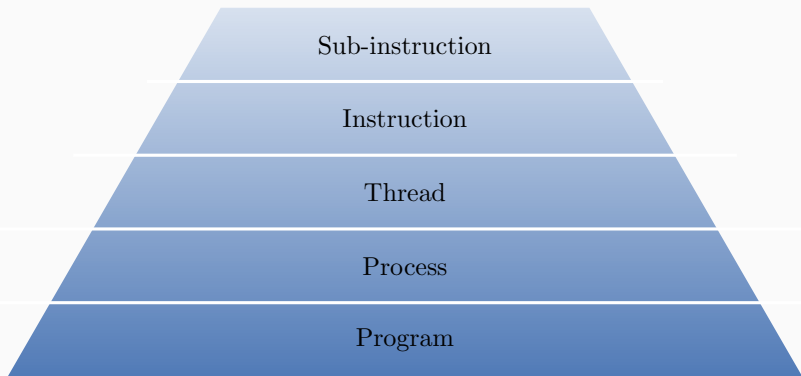 Sub-instruction
Instruction
Thread
Process
Program